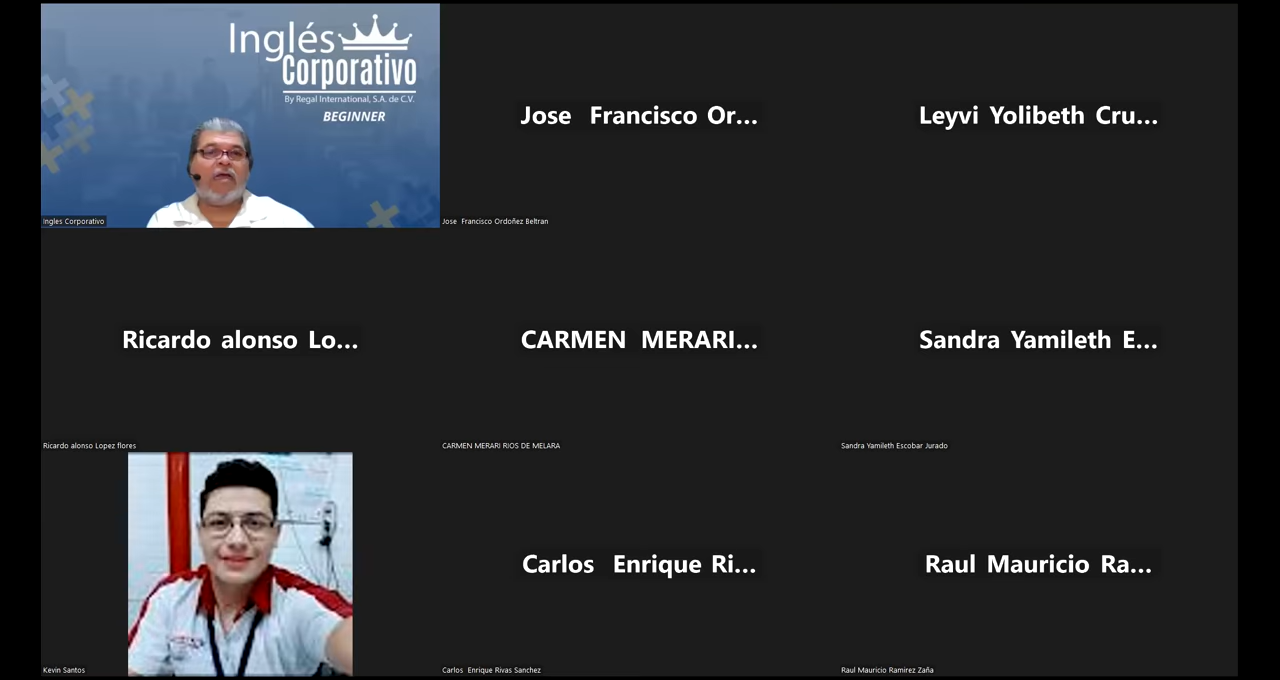 Inglés
Corporativo
By Regal International, S.A. de C.V.
BEGINNER
Ingles Corporativo
Jose Francisco Or...
Jose Francisco Ordoñez Beltran
Leyvi Yolibeth Cru...
Ricardo alonso Lo...
Ricardo alonso Lopez flores
CARMEN MERARI...
CARMEN MERARI RIOS DE MELARA
Sandra Yamileth E...
Sandra Yamileth Escobar Jurado
Kevin Santos
Carlos Enrique Ri...
Carlos Enrique Rivas Sanchez
Raul Mauricio Ra...
Raul Mauricio Ramirez Zaña